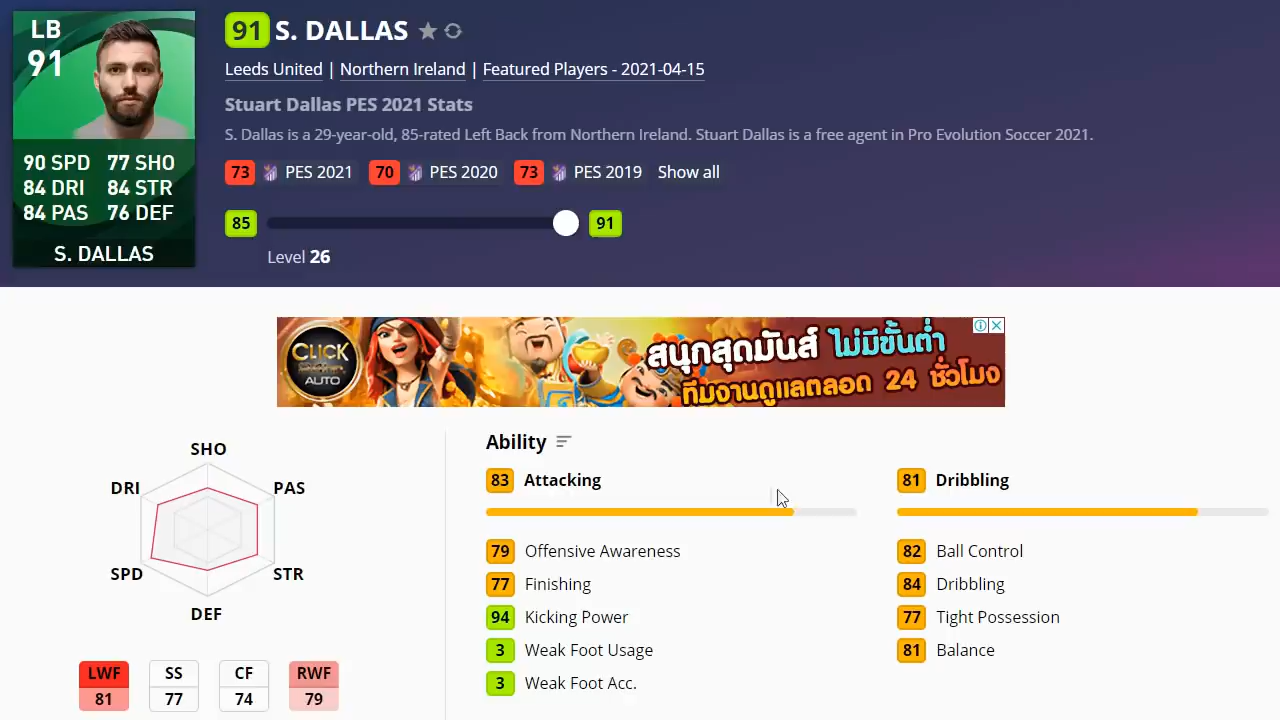 LB
91
90 SPD 77 SHO
84 DRI 84 STR
84 PAS 76 DEF
S. DALLAS
91 S. DALLAS
Leeds United | Northern Ireland | Featured Players - 2021-04-15
Stuart Dallas PES 2021 Stats
S. Dallas is a 29-year-old, 85-rated Left Back from Northern Ireland. Stuart Dallas is a free agent in Pro Evolution Soccer 2021.
73 PES 2021 70 PES 2020 73 PES 2019 Show all
85 91
Level 26
CLICK
AUTO
สนุกสุดมันส์ ไม่มีขั้นต่ำ
ทีมงานดูแลตลอด 24 ชั่วโมง
SHO
DRI PAS
SPD STR
DEF
LWF SS CF RWF
81 77 74 79
Ability
83 Attacking
79 Offensive Awareness
77 Finishing
94 Kicking Power
3 Weak Foot Usage
3 Weak Foot Acc.
81 Dribbling
82 Ball Control
84 Dribbling
77 Tight Possession
81 Balance